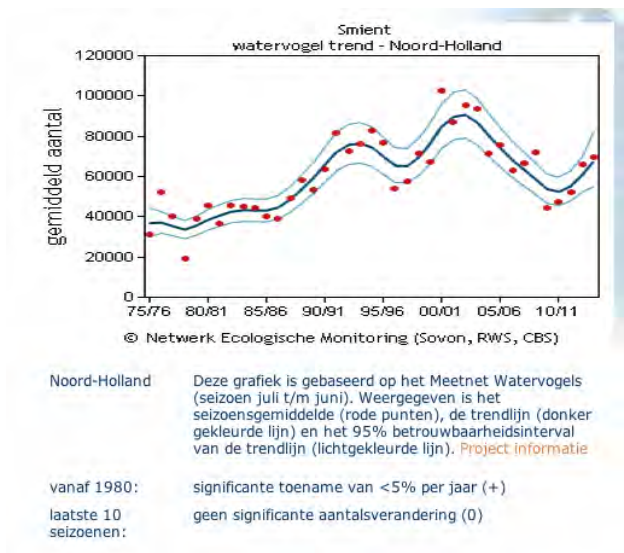 Smient
watervogel trend - Noord-Holland
120000
100000
80000
60000
40000
20000
0
gemiddeld aantal
75/76 80/81 85/86 90/91 95/96 00/01 05/06 10/11
© Netwerk Ecologische Monitoring (Sovon, RWS, CBS)
Noord-Holland Deze grafiek is gebaseerd op het Meetnet Watervogels
(seizoen juli t/m juni). Weergegeven is het
seizoensgemiddelde (rode punten), de trendlijn (donker
gekleurde lijn) en het 95% betrouwbaarheidsinterval
van de trendlijn (lichtgekleurde lijn). Project informatie
vanaf 1980: significante toename van <5% per jaar (+)
laatste 10 geen significante aantalsverandering (0)
seizoenen: